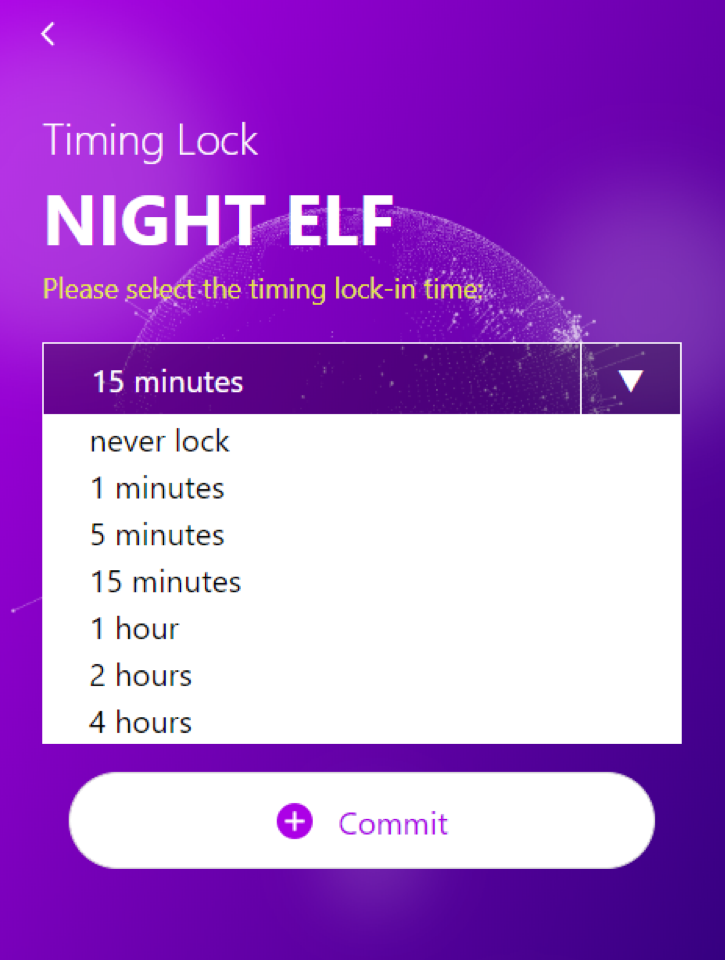 Timing Lock
NIGHT ELF
Please select the timing lock-in time:
15 minutes
never lock
1 minutes
5 minutes
15 minutes
1 hour
2 hours
4 hours
Commit